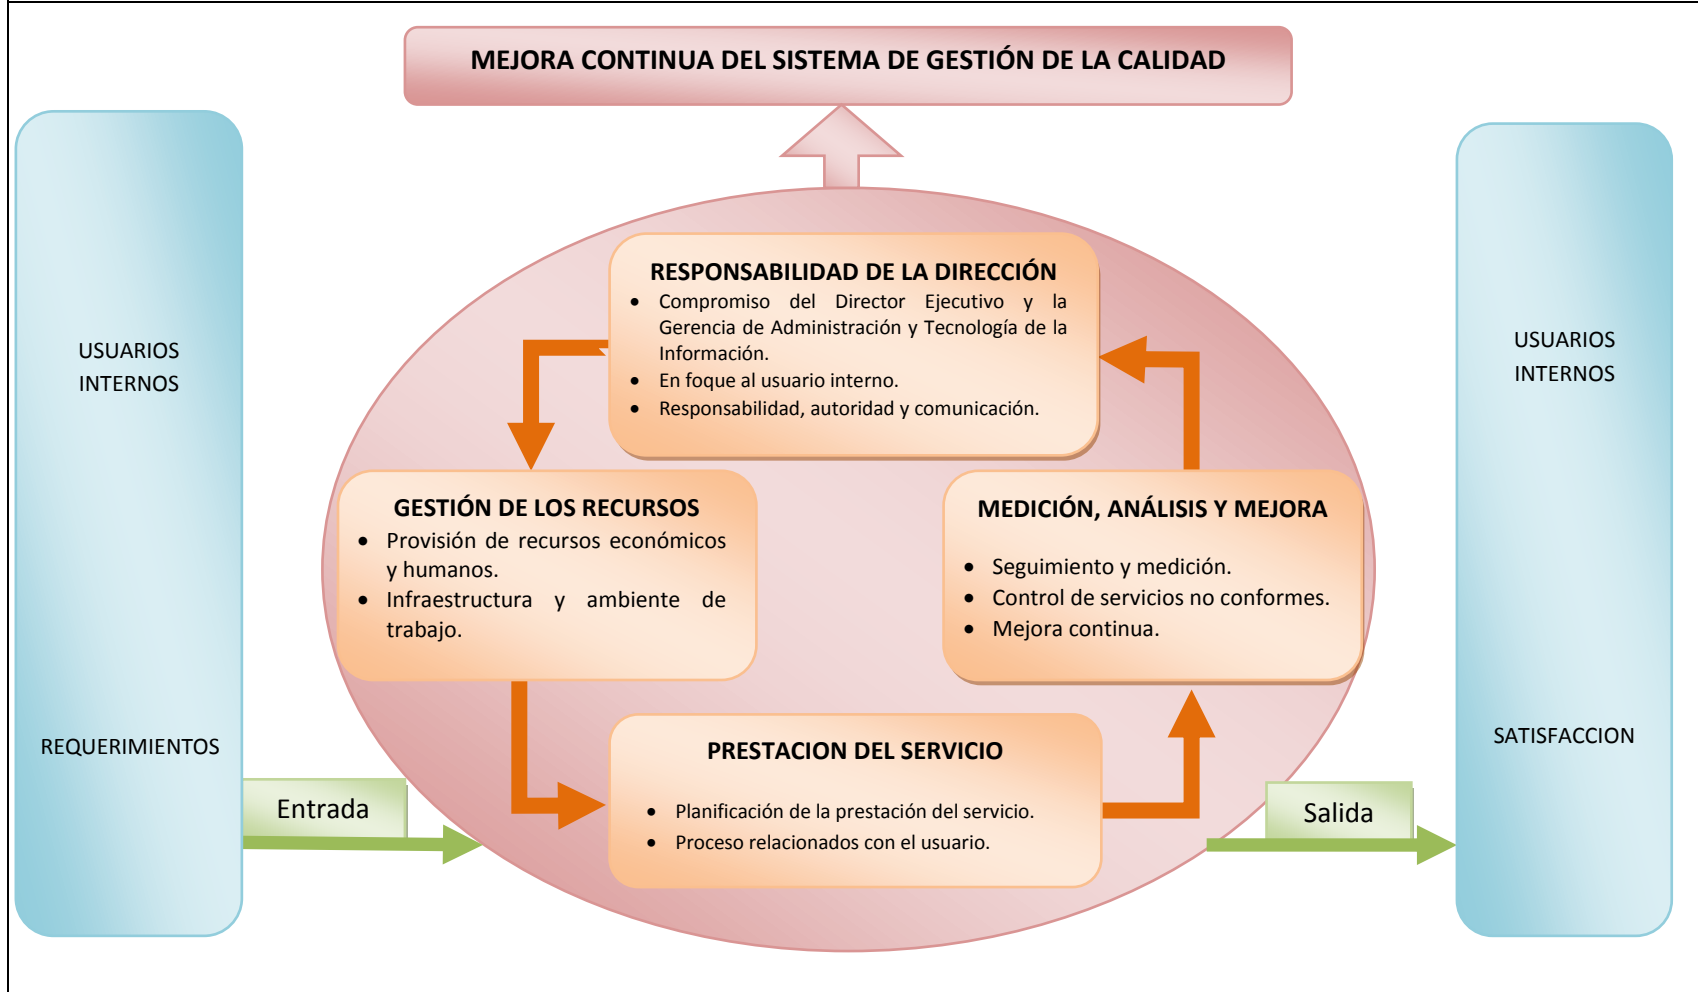 MEJORA CONTINUA DEL SISTEMA DE GESTIÓN DE LA CALIDAD
USUARIOS
INTERNOS
REQUERIMIENTOS
Entrada
RESPONSABILIDAD DE LA DIRECCIÓN
• Compromiso del Director Ejecutivo y la
Gerencia de Administración y Tecnología de la
Información.
• En foque al usuario interno.
• Responsabilidad, autoridad y comunicación.
GESTIÓN DE LOS RECURSOS
• Provisión de recursos económicos
y humanos.
• Infraestructura y ambiente de
trabajo.
MEDICIÓN, ANÁLISIS Y MEJORA
• Seguimiento y medición.
• Control de servicios no conformes.
• Mejora continua.
PRESTACION DEL SERVICIO
• Planificación de la prestación del servicio.
• Proceso relacionados con el usuario.
Salida
USUARIOS
INTERNOS
SATISFACCION